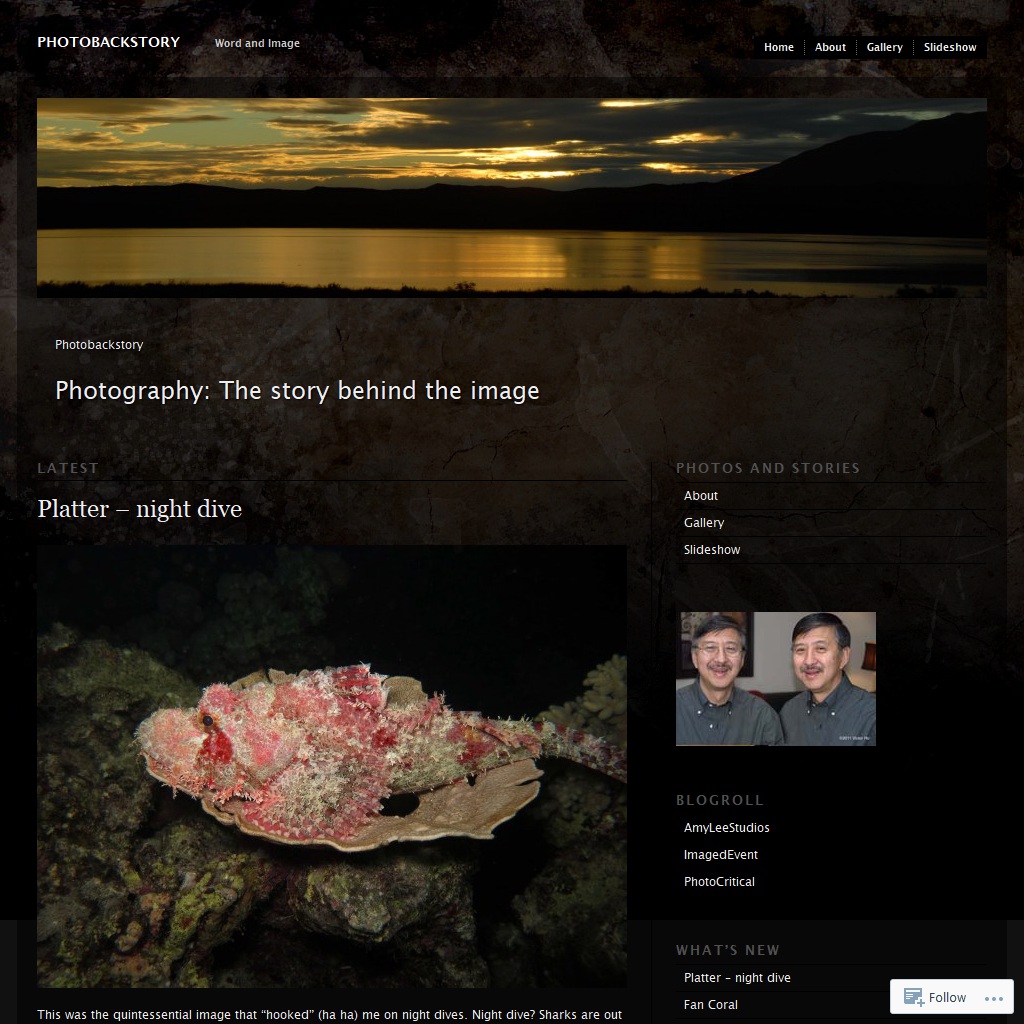 PHOTOBACKSTORY
Word and Image
Home
About
Gallery
Slideshow
Photobackstory
Photography: The story behind the image
LATEST
Platter – night dive
This was the quintessential image that “hooked” (ha ha) me on night dives. Night dive? Sharks are out
PHOTOS AND STORIES
About
Gallery
Slideshow
BLOGROLL
AmyLeeStudios
ImagedEvent
PhotoCritical
WHAT’S NEW
Platter – night dive
Fan Coral
Follow